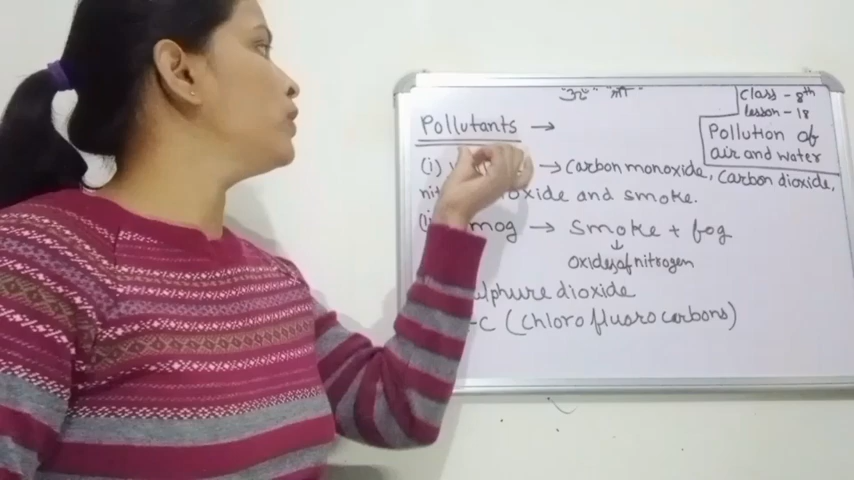 "ॐ"
Class - 8th
lesson - 18
Pollution of
air and water
Pollutants →
(i) → Carbon monoxide, Carbon dioxide,
oxide and smoke.
mog → smoke + fog
↓
oxides of nitrogen
ulphure dioxide
-C (Chloro fluoro carbons)